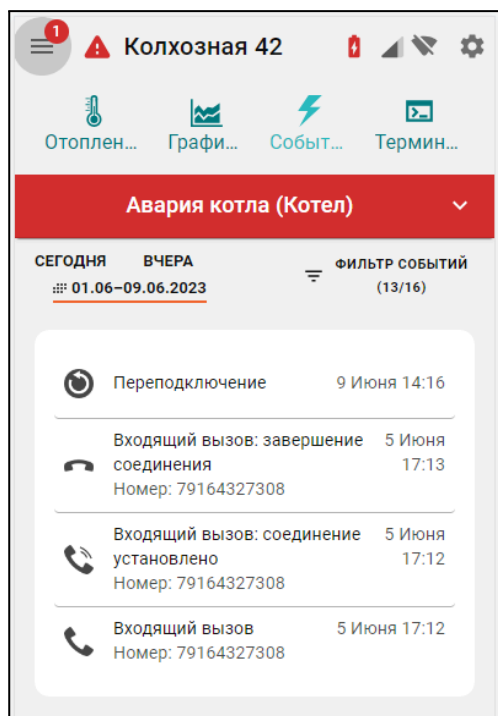 1
Колхозная 42
Отоплен... Графи... Событ... Термин...
Авария котла (Котел)
СЕГОДНЯ ВЧЕРА
01.06–09.06.2023
ФИЛЬТР СОБЫТИЙ
(13/16)
Переподключение 9 Июня 14:16
Входящий вызов: завершение 5 Июня
соединения 17:13
Номер: 79164327308
Входящий вызов: соединение 5 Июня
установлено 17:12
Номер: 79164327308
Входящий вызов 5 Июня 17:12
Номер: 79164327308